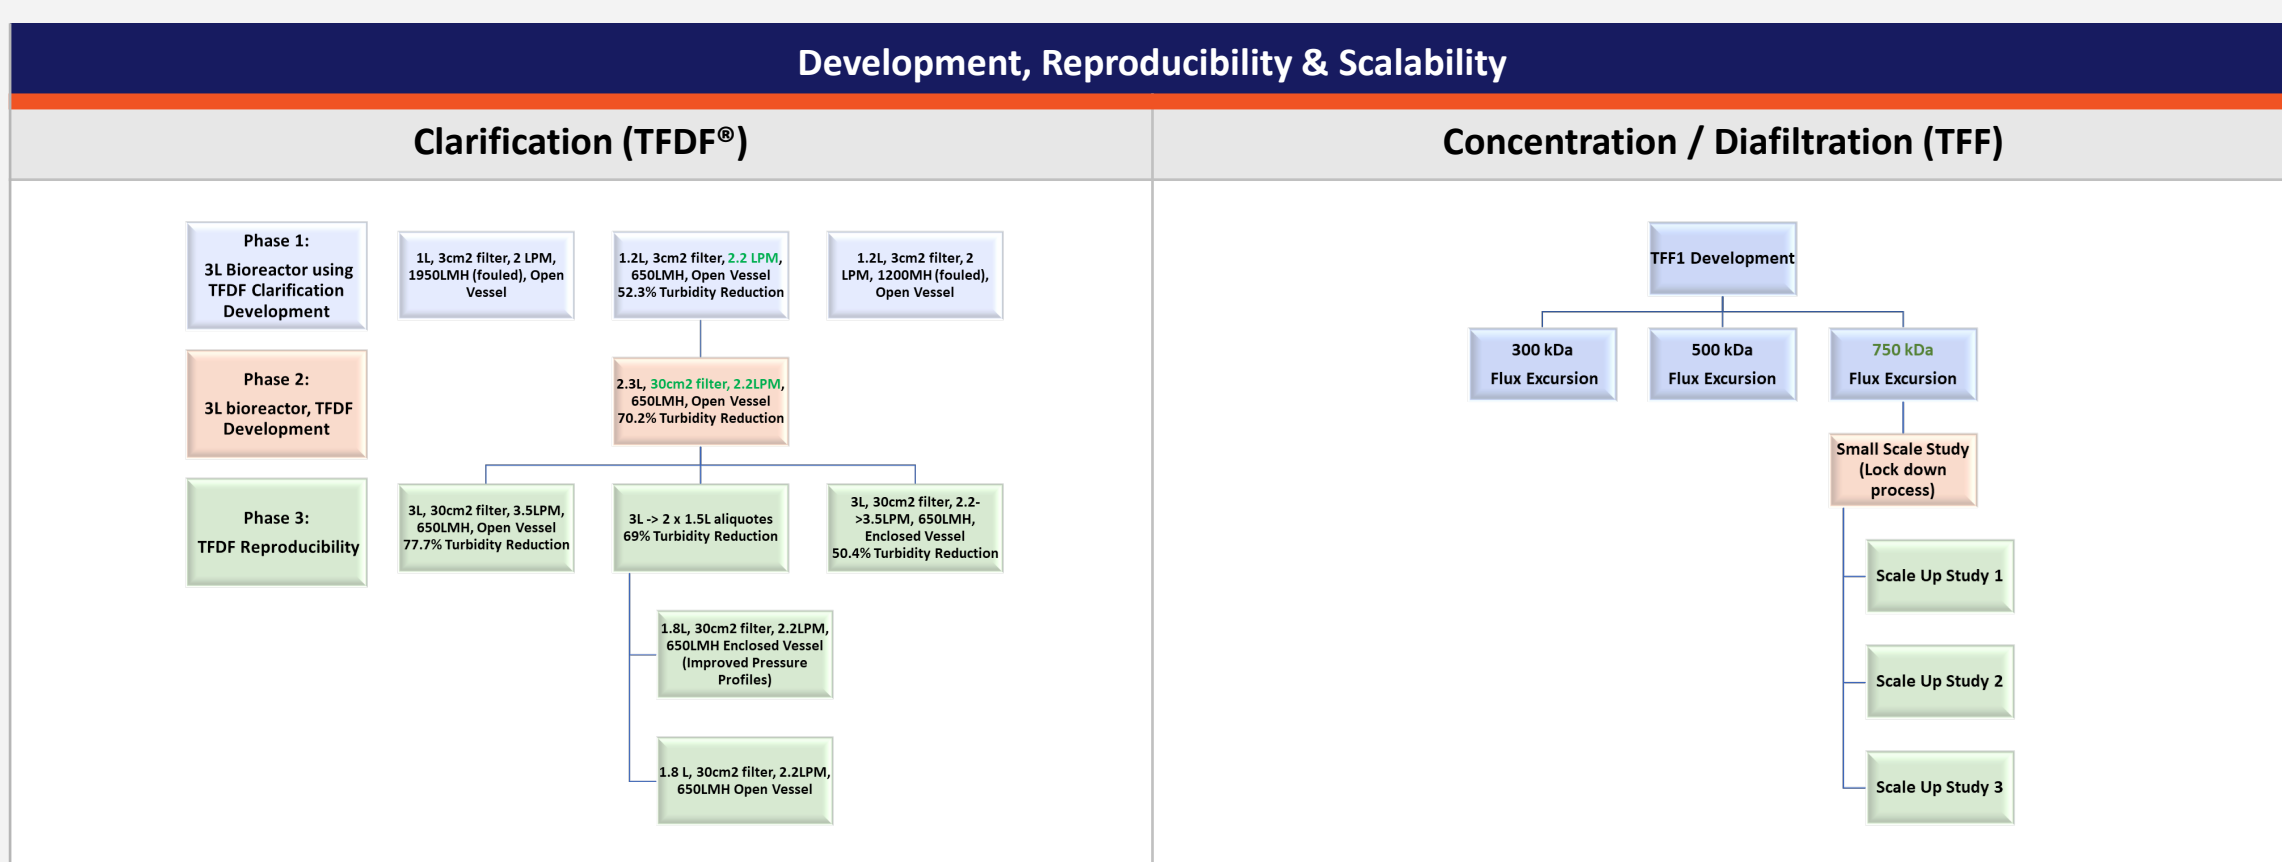 Development, Reproducibility & Scalability
Clarification (TFDF®)
Concentration / Diafiltration (TFF)
Phase 1:
3L Bioreactor using
TFDF Clarification
Development
1L, 3cm2 filter, 2 LPM,
1950LMH (fouled), Open
Vessel
1.2L, 3cm2 filter, 2.2 LPM,
650LMH, Open Vessel
52.3% Turbidity Reduction
1.2L, 3cm2 filter, 2
LPM, 1200MH (fouled),
Open Vessel
Phase 2:
3L bioreactor, TFDF
Development
2.3L, 30cm2 filter, 2.2LPM,
650LMH, Open Vessel
70.2% Turbidity Reduction
Phase 3:
TFDF Reproducibility
3L, 30cm2 filter, 3.5LPM,
650LMH, Open Vessel
77.7% Turbidity Reduction
3L -> 2 x 1.5L aliquotes
69% Turbidity Reduction
3L, 30cm2 filter, 2.2-
>3.5LPM, 650LMH,
Enclosed Vessel
50.4% Turbidity Reduction
1.8L, 30cm2 filter, 2.2LPM,
650LMH Enclosed Vessel
(Improved Pressure
Profiles)
1.8 L, 30cm2 filter, 2.2LPM,
650LMH Open Vessel
TFF1 Development
300 kDa
Flux Excursion
500 kDa
Flux Excursion
750 kDa
Flux Excursion
Small Scale Study
(Lock down
process)
Scale Up Study 1
Scale Up Study 2
Scale Up Study 3